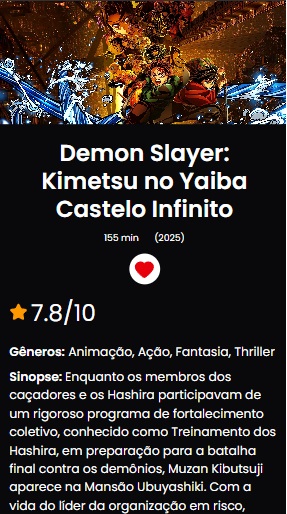 Demon Slayer:
Kimetsu no Yaiba
Castelo Infinito
155 min (2025)
7.8/10
Gêneros: Animação, Ação, Fantasia, Thriller
Sinopse: Enquanto os membros dos
caçadores e os Hashira participavam de
um rigoroso programa de fortalecimento
coletivo, conhecido como Treinamento dos
Hashira, em preparação para a batalha
final contra os demônios, Muzan Kibutsuji
aparece na Mansão Ubuyashiki. Com a
vida do líder da organização em risco,